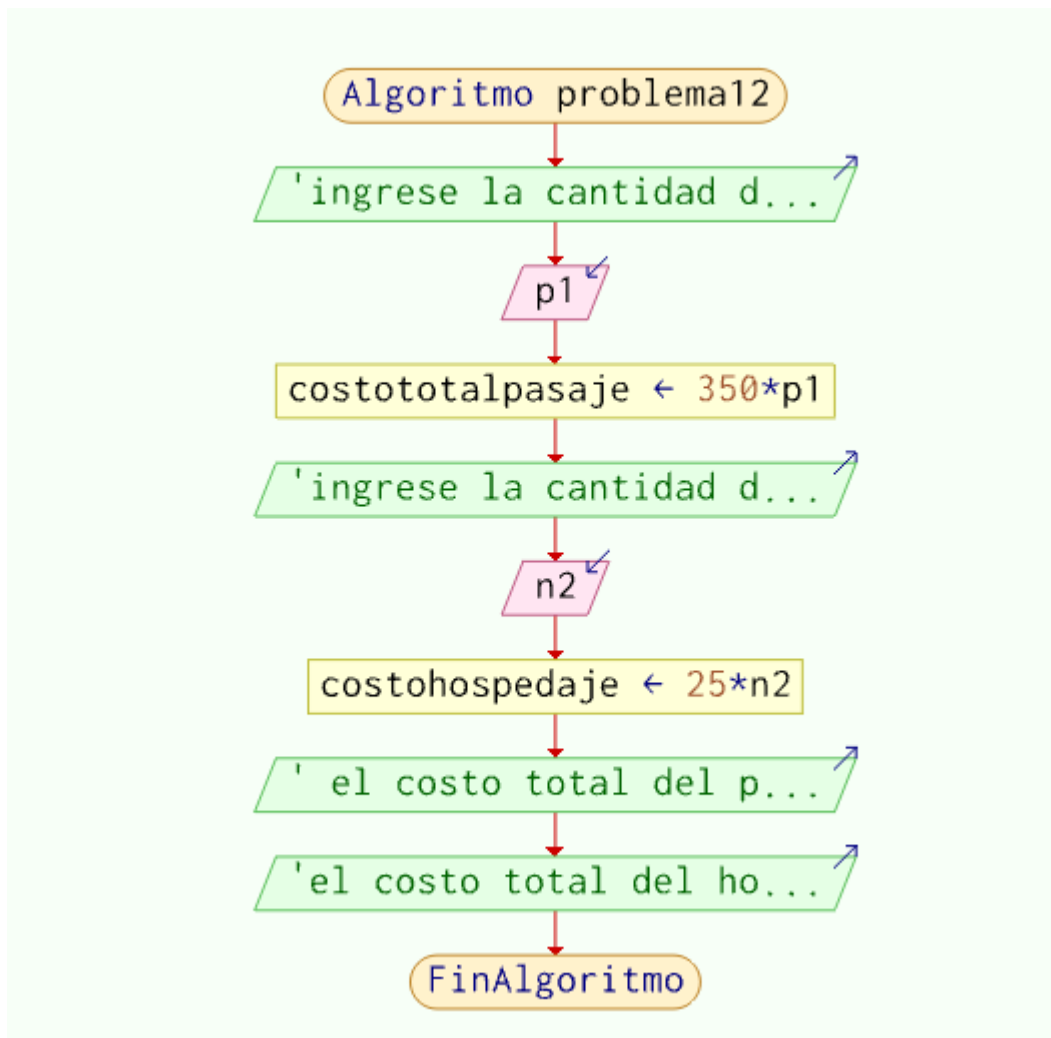 Algoritmo problema12
'ingrese la cantidad d...
p1
costototalpasaje ← 350*p1
'ingrese la cantidad d...
n2
costohospedaje ← 25*n2
' el costo total del p...
'el costo total del ho...
FinAlgoritmo